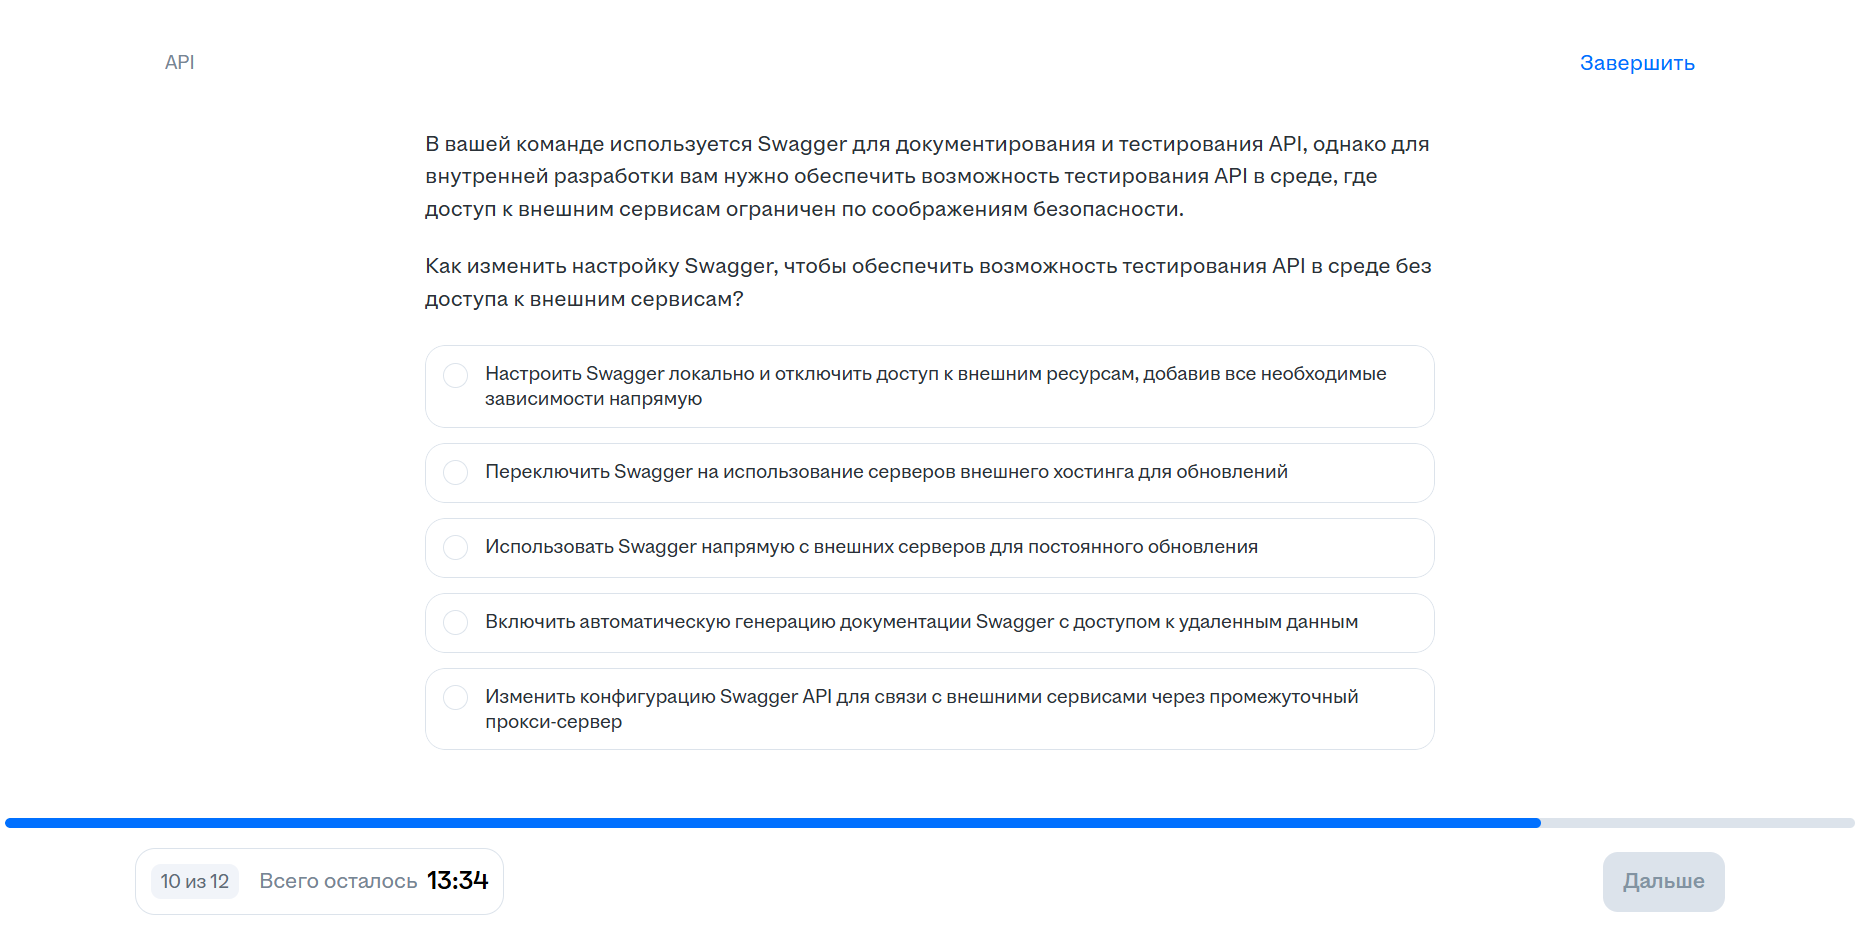 API
Завершить
В вашей команде используется Swagger для документирования и тестирования API, однако для
внутренней разработки вам нужно обеспечить возможность тестирования API в среде, где
доступ к внешним сервисам ограничен по соображениям безопасности.
Как изменить настройку Swagger, чтобы обеспечить возможность тестирования API в среде без
доступа к внешним сервисам?
Настроить Swagger локально и отключить доступ к внешним ресурсам, добавив все необходимые
зависимости напрямую
Переключить Swagger на использование серверов внешнего хостинга для обновлений
Использовать Swagger напрямую с внешних серверов для постоянного обновления
Включить автоматическую генерацию документации Swagger с доступом к удаленным данным
Изменить конфигурацию Swagger API для связи с внешними сервисами через промежуточный
прокси-сервер
10 из 12
Всего осталось 13:34
Дальше